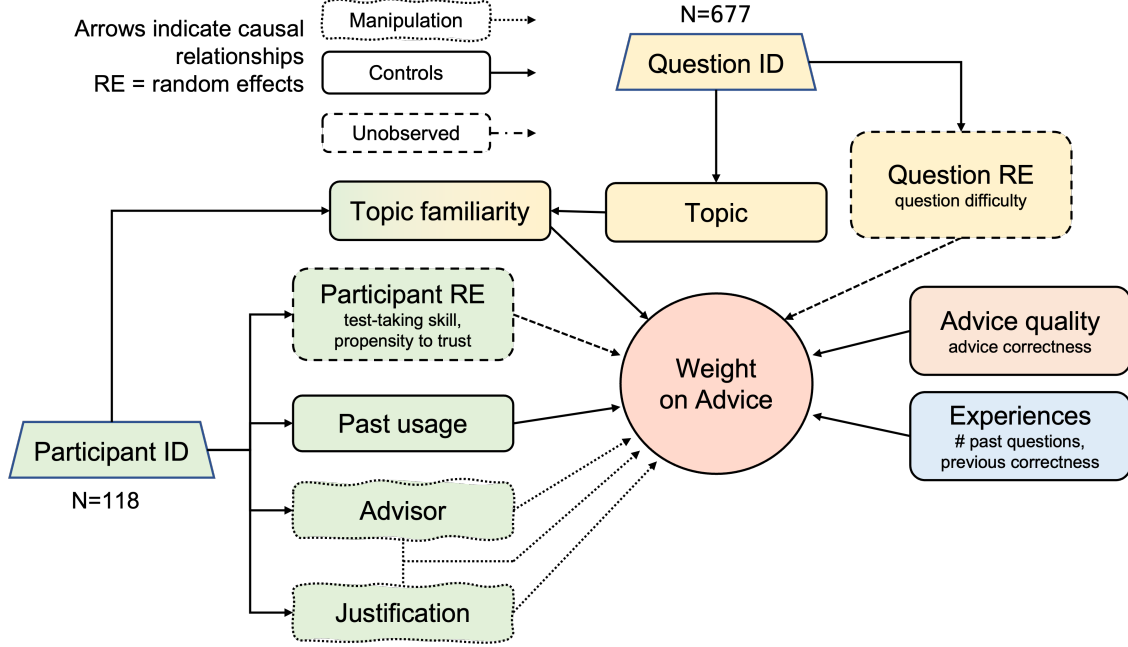 Arrows indicate causal
relationships
RE = random effects
Manipulation
Controls
Unobserved
N=677
Question ID
Question RE
question difficulty
Topic familiarity
Topic
Participant RE
test-taking skill,
propensity to trust
Weight
on Advice
Advice quality
advice correctness
Past usage
Experiences
# past questions,
previous correctness
Participant ID
N=118
Advisor
Justification